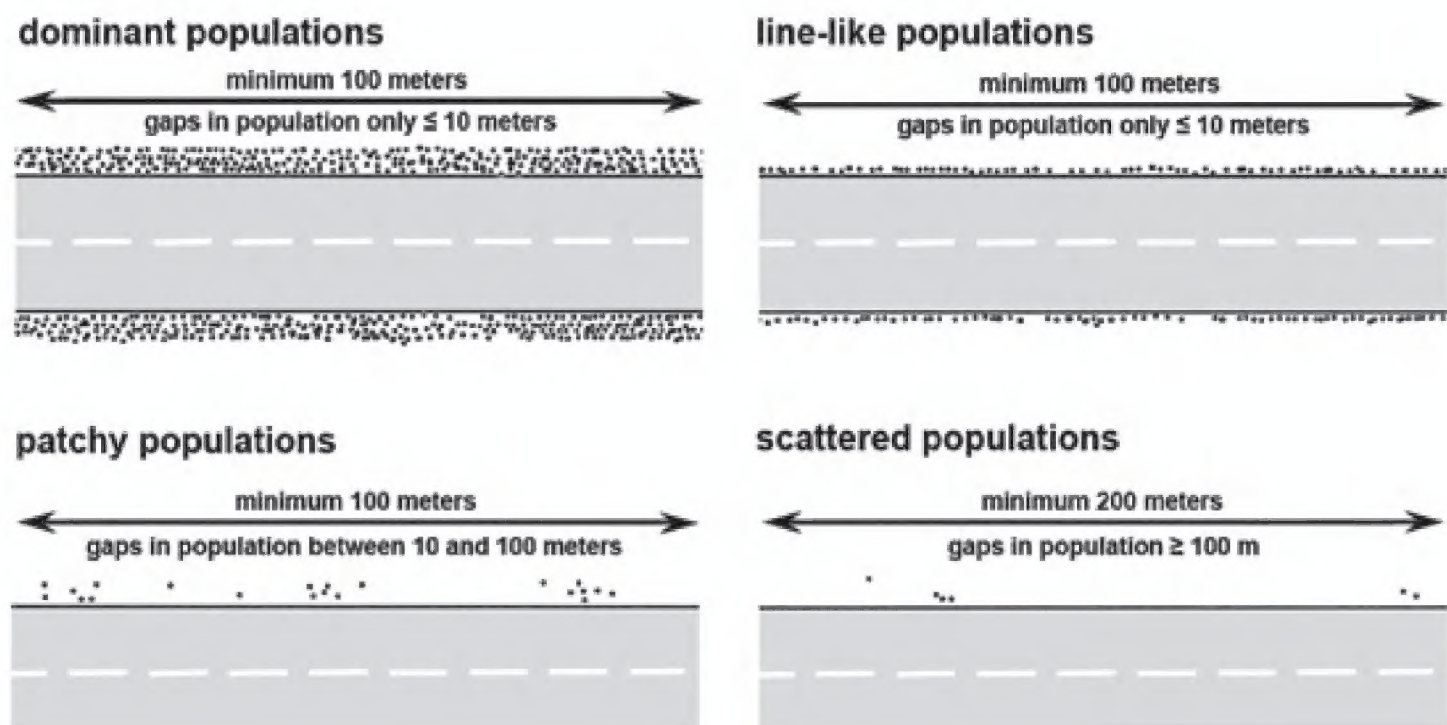 dominant populations
minimum 100 meters
gaps in population only ≤ 10 meters
line-like populations
minimum 100 meters
gaps in population only ≤ 10 meters
patchy populations
minimum 100 meters
gaps in population between 10 and 100 meters
scattered populations
minimum 200 meters
gaps in population ≥ 100 m